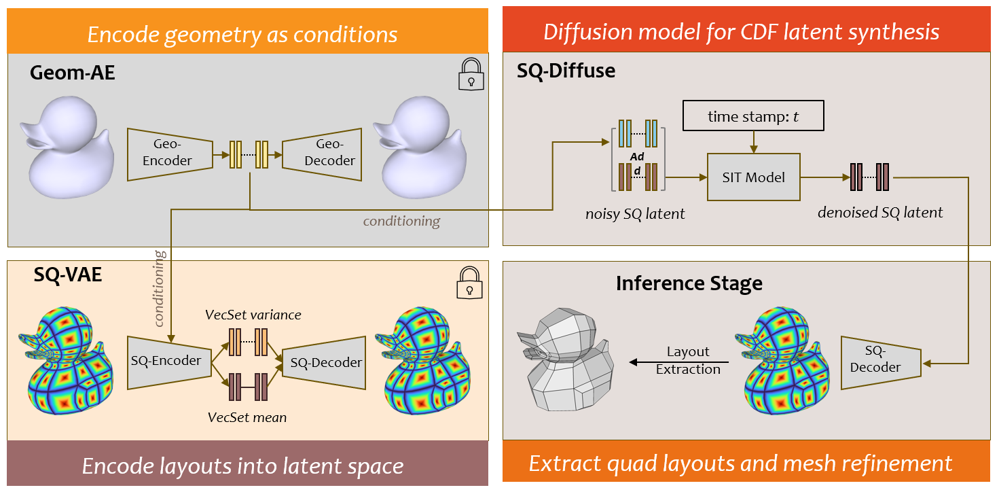 Encode geometry as conditions
Geom-AE
Geo-
Encoder
Geo-
Decoder
conditioning
conditioning
Diffusion model for CDF latent synthesis
SQ-Diffuse
time stamp: t
Ad
d
SIT Model
noisy SQ latent
denoised SQ latent
SQ-VAE
VecSet variance
SQ-Encoder
SQ-Decoder
VecSet mean
Encode layouts into latent space
Inference Stage
Layout
Extraction
SQ-
Decoder
Extract quad layouts and mesh refinement